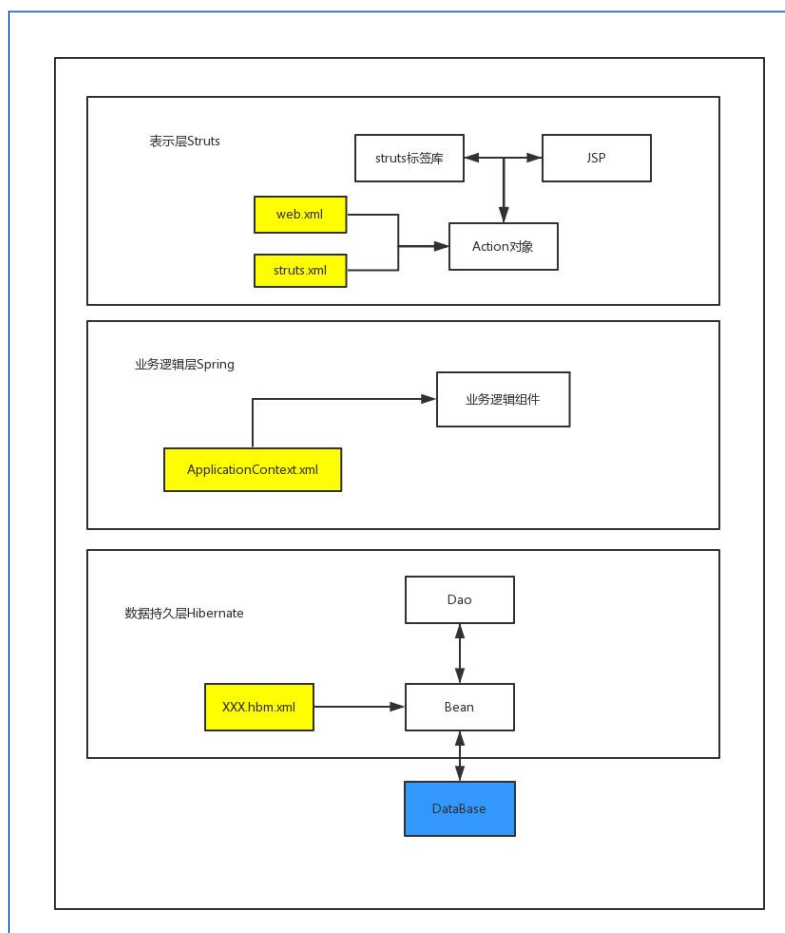 表示层Struts
struts标签库
JSP
web.xml
Action对象
struts.xml
业务逻辑层Spring
业务逻辑组件
ApplicationContext.xml
Dao
数据持久层Hibernate
XXX.hbm.xml
Bean
DataBase